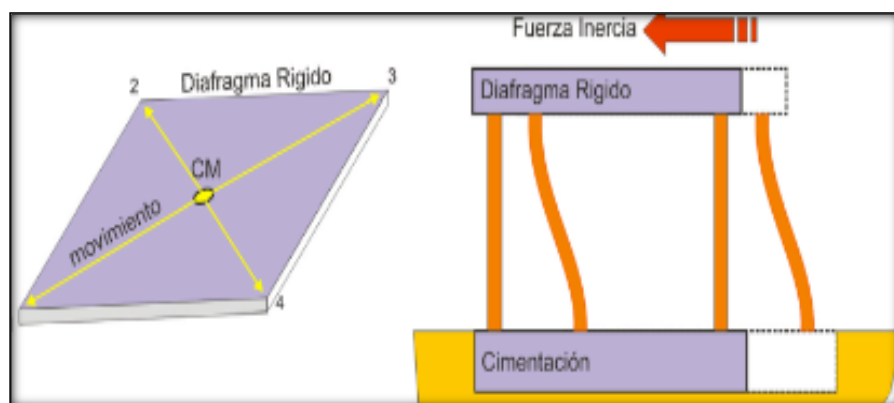 2
Diafragma Rigido
3
CM
movimiento
4
Fuerza Inercia
Diafragma Rigido
Cimentación